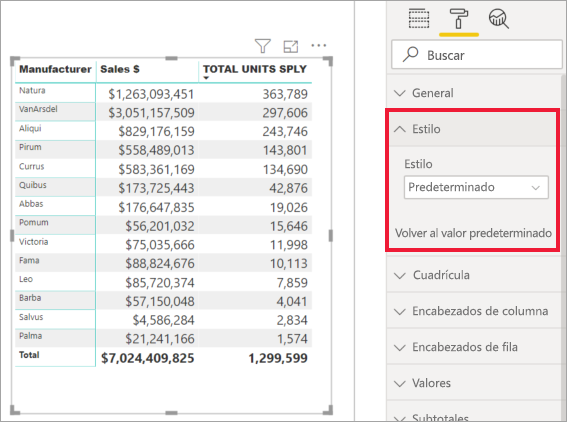 Manufacturer Sales $ TOTAL UNITS SPLY
Natura $1,263,093,451 363,789
VanArsdel $3,051,157,509 297,606
Aliqui $829,176,159 243,746
Pirum $558,489,013 143,801
Currus $583,361,169 134,690
Quibus $173,725,443 42,876
Abbas $176,647,835 19,026
Pomum $56,201,032 15,646
Victoria $75,035,666 11,998
Fama $88,824,676 10,113
Leo $85,720,374 7,859
Barba $57,150,048 4,041
Salvus $4,586,284 2,834
Palma $21,241,166 1,574
Total $7,024,409,825 1,299,599
Buscar
General
Estilo
Estilo
Predeterminado
Volver al valor predeterminado
Cuadrícula
Encabezados de columna
Encabezados de fila
Valores
Subtotales